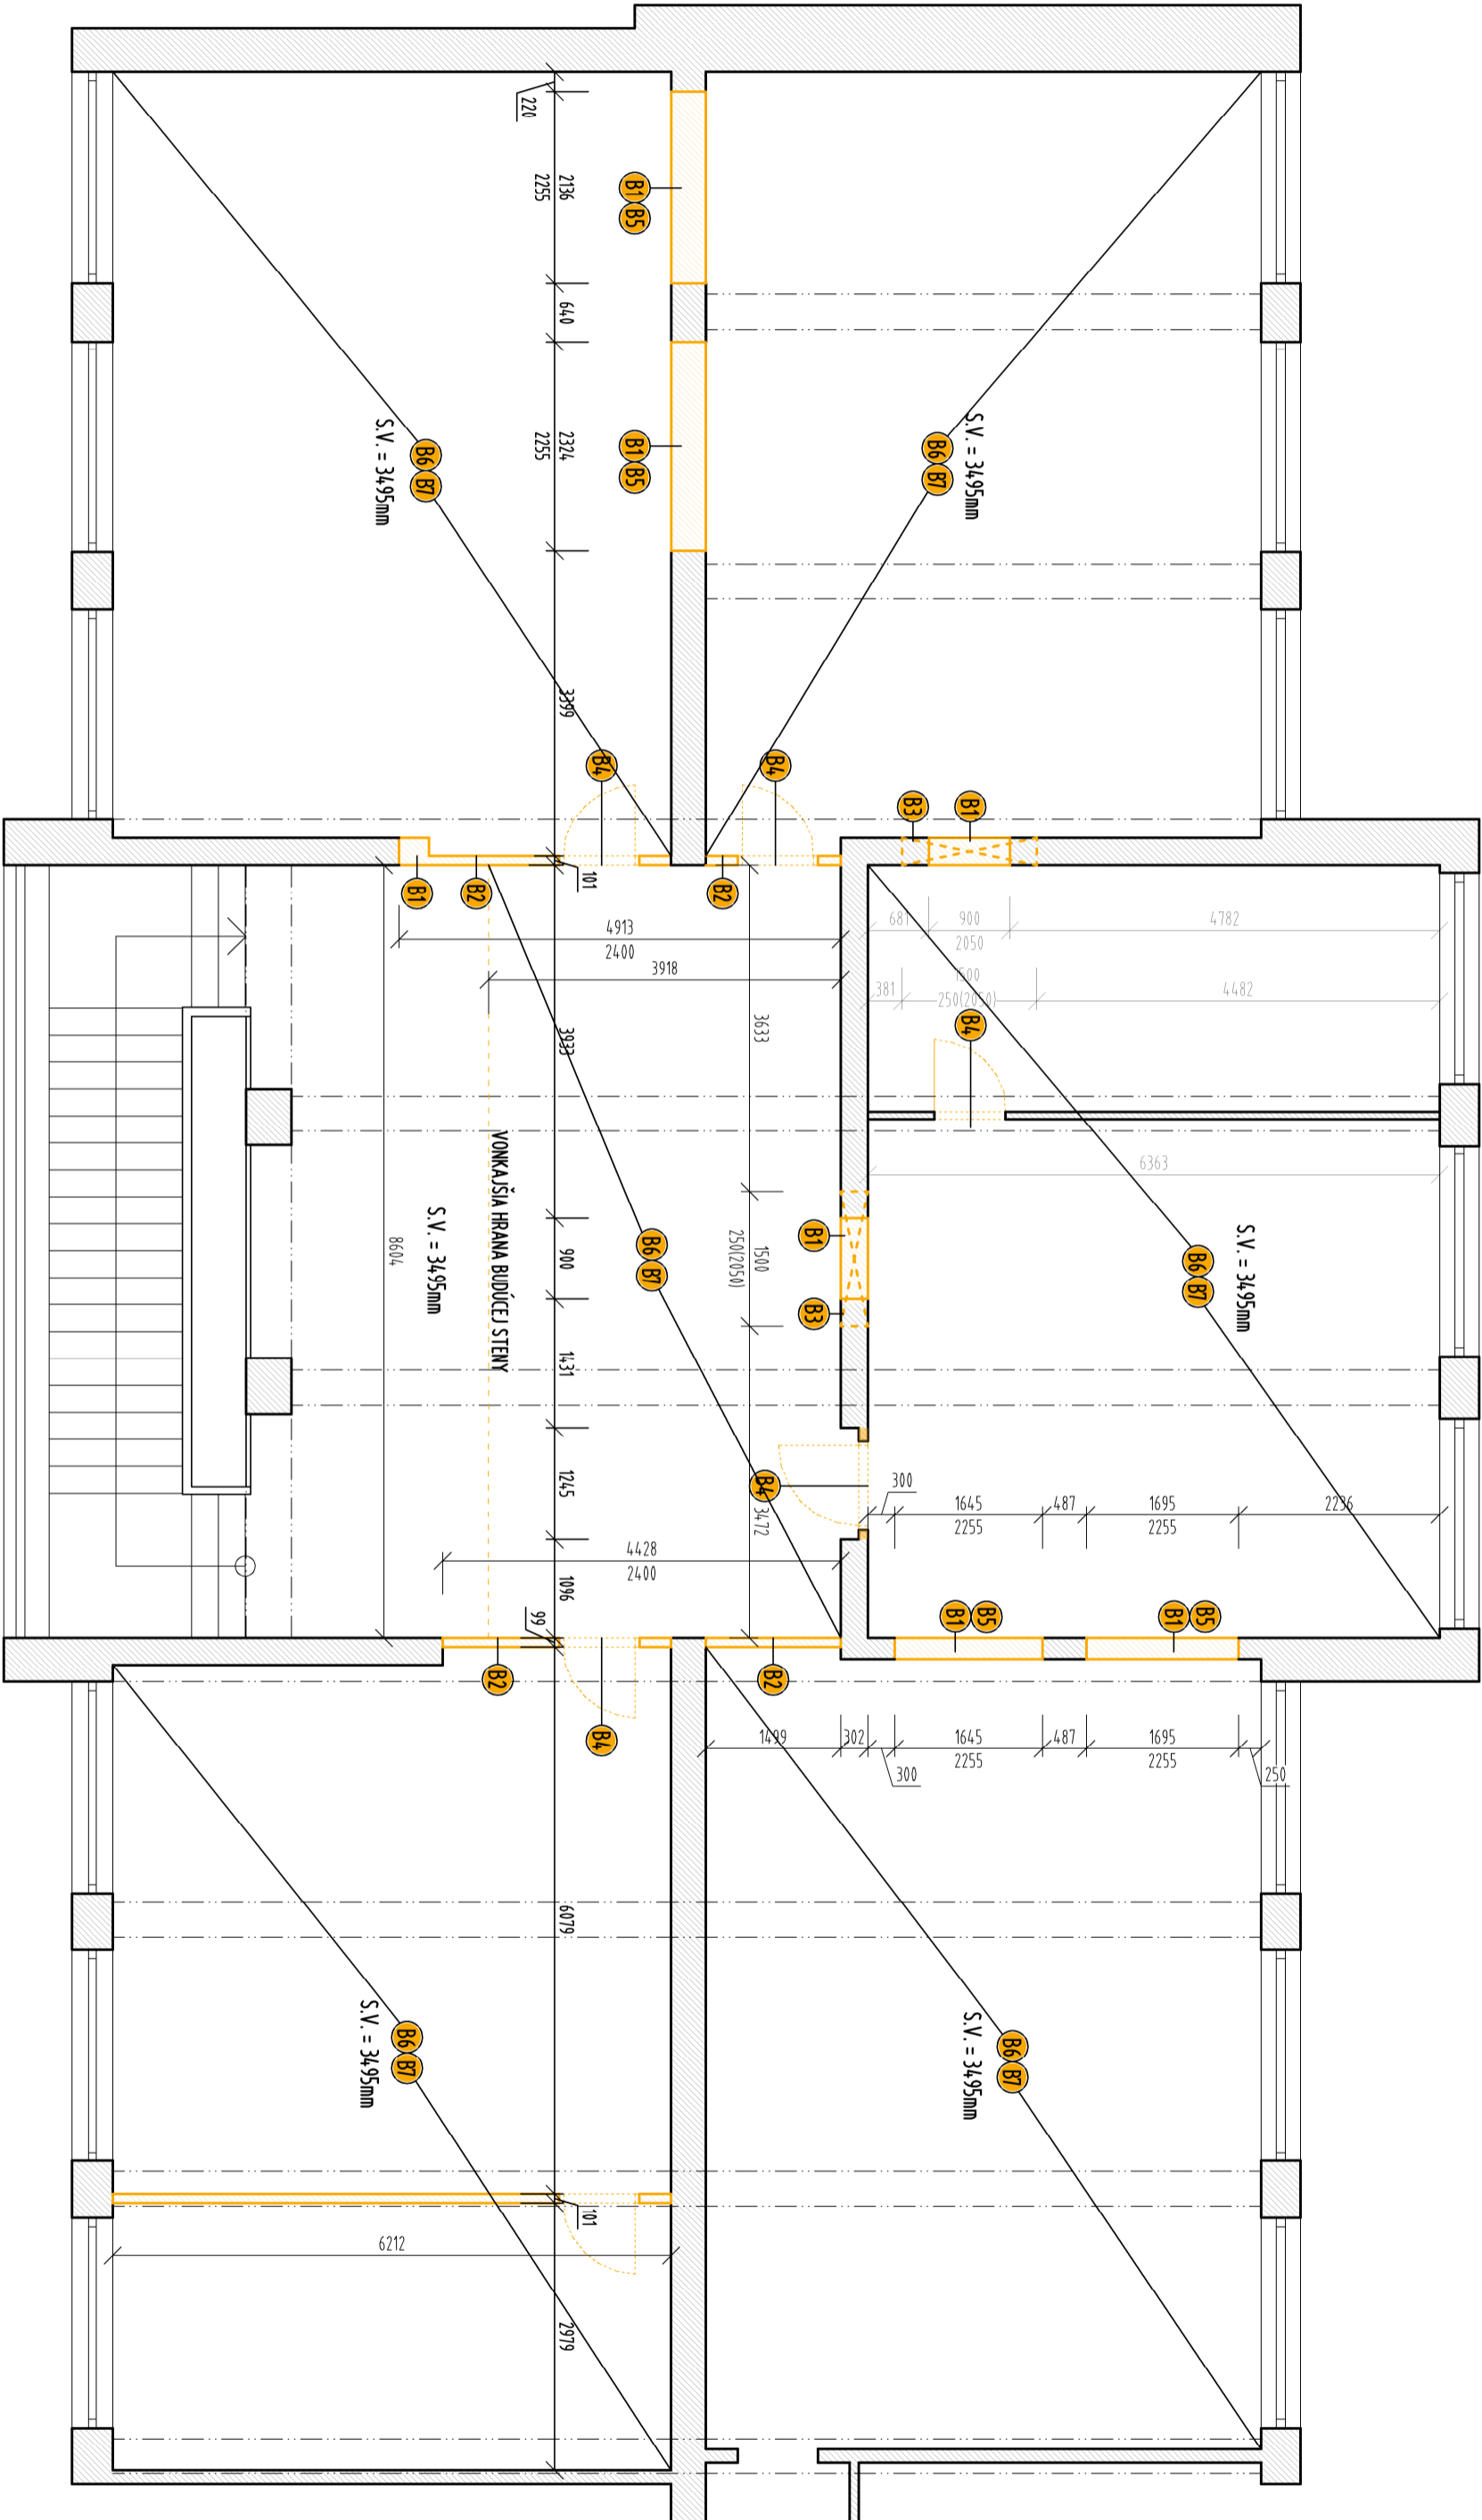 220
2136
2255
B1 B5
640
2324
2255
B1 B5
S.V. = 3495mm
B6 B7
B6 B7
S.V. = 3495mm
3399
B4
B4
B3
B1
B1
B2
101
B2
681
900
2050
4782
4913
2400
3918
381
1500
250(2050)
4482
B4
3933
3633
6363
VONKAJŠIA HRANA BUDÚCEJ STENY
S.V. = 3495mm
8604
B6 B7
900
1500
250(2050)
B1
B3
B6 B7
S.V. = 3495mm
1431
1245
B4
3472
300
1645
2255
487
1695
2255
2236
4428
2400
1096
99
B2
B4
B2
B1 B5
B1 B5
1499
302
300
1645
2255
487
1695
2255
250
6079
S.V. = 3495mm
B6 B7
S.V. = 3495mm
B6 B7
101
6212
2979